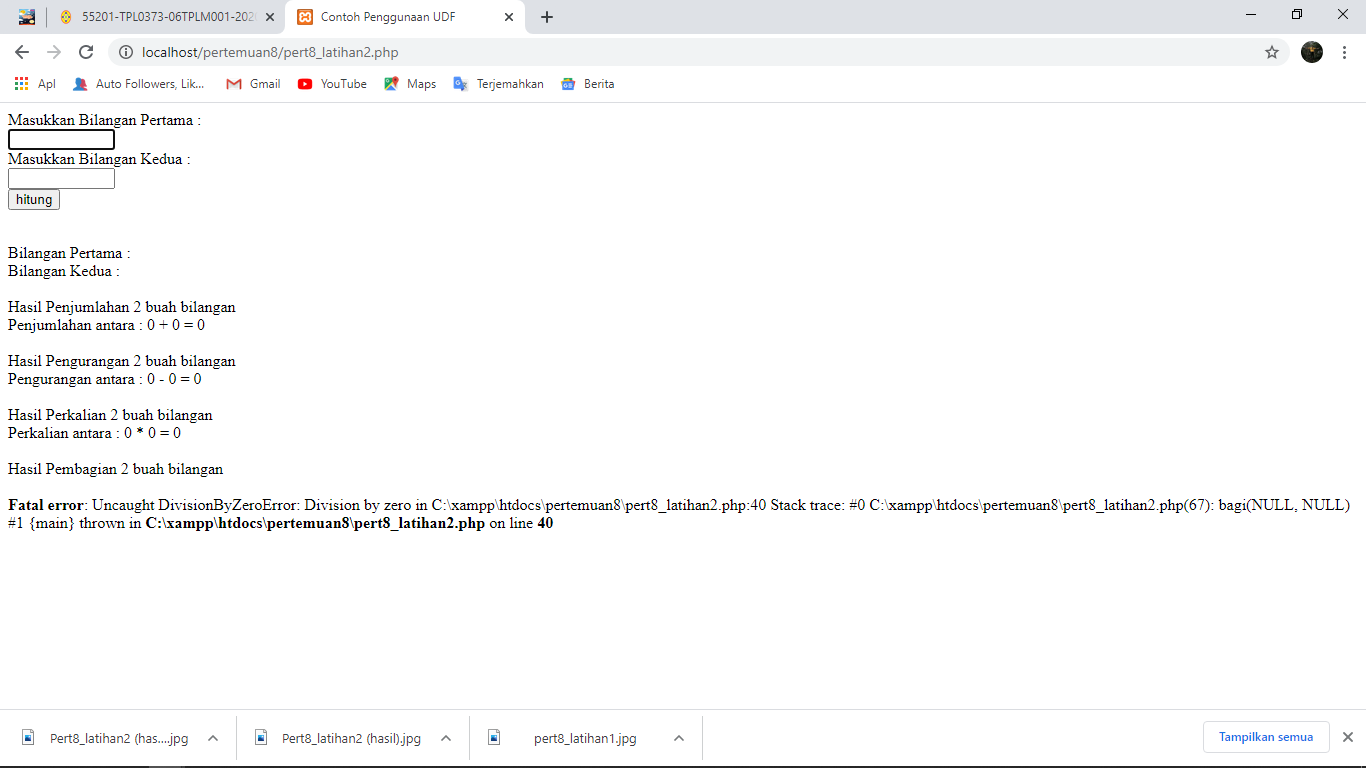 55201-TPL0373-06TPLM001-202
Contoh Penggunaan UDF
localhost/pertemuan8/pert8_latihan2.php
Apl
Auto Followers, Lik...
Gmail
YouTube
Maps
Terjemahkan
Berita
Masukkan Bilangan Pertama :
Masukkan Bilangan Kedua :
hitung
Bilangan Pertama :
Bilangan Kedua :
Hasil Penjumlahan 2 buah bilangan
Penjumlahan antara : 0 + 0 = 0
Hasil Pengurangan 2 buah bilangan
Pengurangan antara : 0 - 0 = 0
Hasil Perkalian 2 buah bilangan
Perkalian antara : 0 * 0 = 0
Hasil Pembagian 2 buah bilangan
Fatal error: Uncaught DivisionByZeroError: Division by zero in C:\xampp\htdocs\pertemuan8\pert8_latihan2.php:40 Stack trace: #0 C:\xampp\htdocs\pertemuan8\pert8_latihan2.php(67): bagi(NULL, NULL)
#1 {main} thrown in C:\xampp\htdocs\pertemuan8\pert8_latihan2.php on line 40
Pert8_latihan2 (has....jpg
Pert8_latihan2 (hasil).jpg
pert8_latihan1.jpg
Tampilkan semua